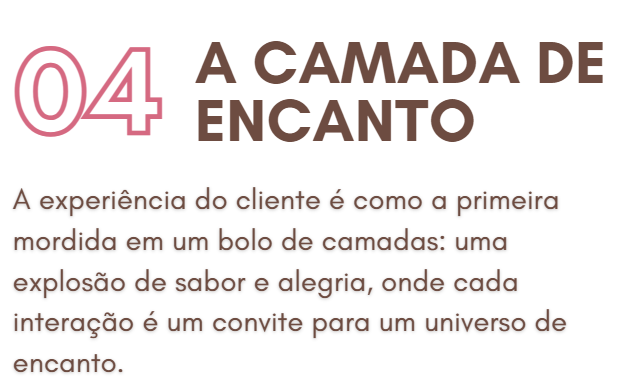 04
A CAMADA DE
ENCANTO
A experiência do cliente é como a primeira
mordida em um bolo de camadas: uma
explosão de sabor e alegria, onde cada
interação é um convite para um universo de
encanto.